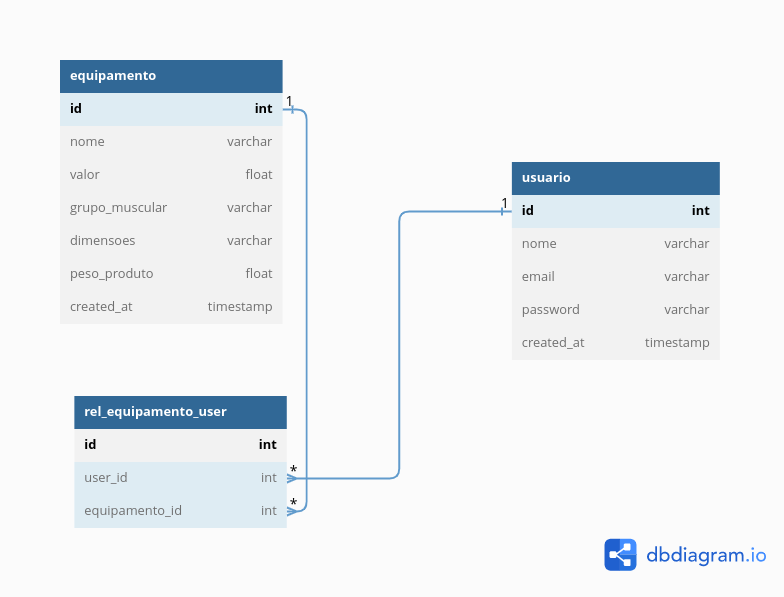 equipamento
id int
nome varchar
valor float
grupo_muscular varchar
dimensoes varchar
peso_produto float
created_at timestamp
1
usuario
1
id int
nome varchar
email varchar
password varchar
created_at timestamp
rel_equipamento_user
id int
user_id int
*
equipamento_id int
*
dbdiagram.io